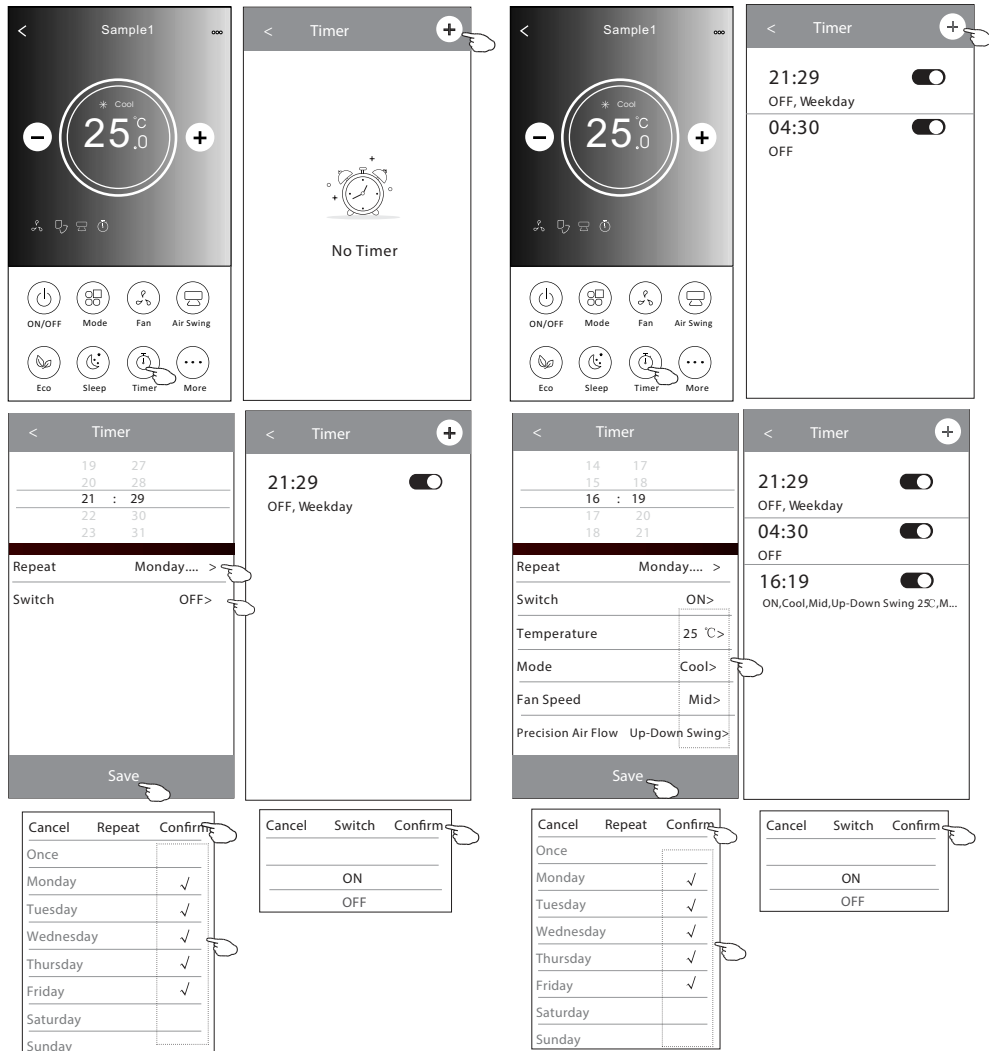 < Sample1 ooo
Cool
25.0 °C
− +
ON/OFF Mode Fan Air Swing
Eco Sleep Timer More
< Timer +
No Timer
< Sample1 ooo
Cool
25.0 °C
− +
ON/OFF Mode Fan Air Swing
Eco Sleep Timer More
< Timer +
21:29
OFF, Weekday
04:30
OFF
< Timer
19 27
20 28
21 : 29
22 30
23 31
Repeat Monday.... >
Switch OFF>
Save
< Timer +
21:29
OFF, Weekday
< Timer
14 17
15 18
16 : 19
17 20
18 21
Repeat Monday.... >
Switch ON>
Temperature 25 ℃>
Mode Cool>
Fan Speed Mid>
Precision Air Flow Up-Down Swing>
Save
< Timer +
21:29
OFF, Weekday
04:30
OFF
16:19
ON,Cool,Mid,Up-Down Swing 25℃,M...
Cancel Repeat Confirm
Once
Monday √
Tuesday √
Wednesday √
Thursday √
Friday √
Saturday
Sunday
Cancel Switch Confirm
ON
OFF
Cancel Repeat Confirm
Once
Monday √
Tuesday √
Wednesday √
Thursday √
Friday √
Saturday
Sunday
Cancel Switch Confirm
ON
OFF